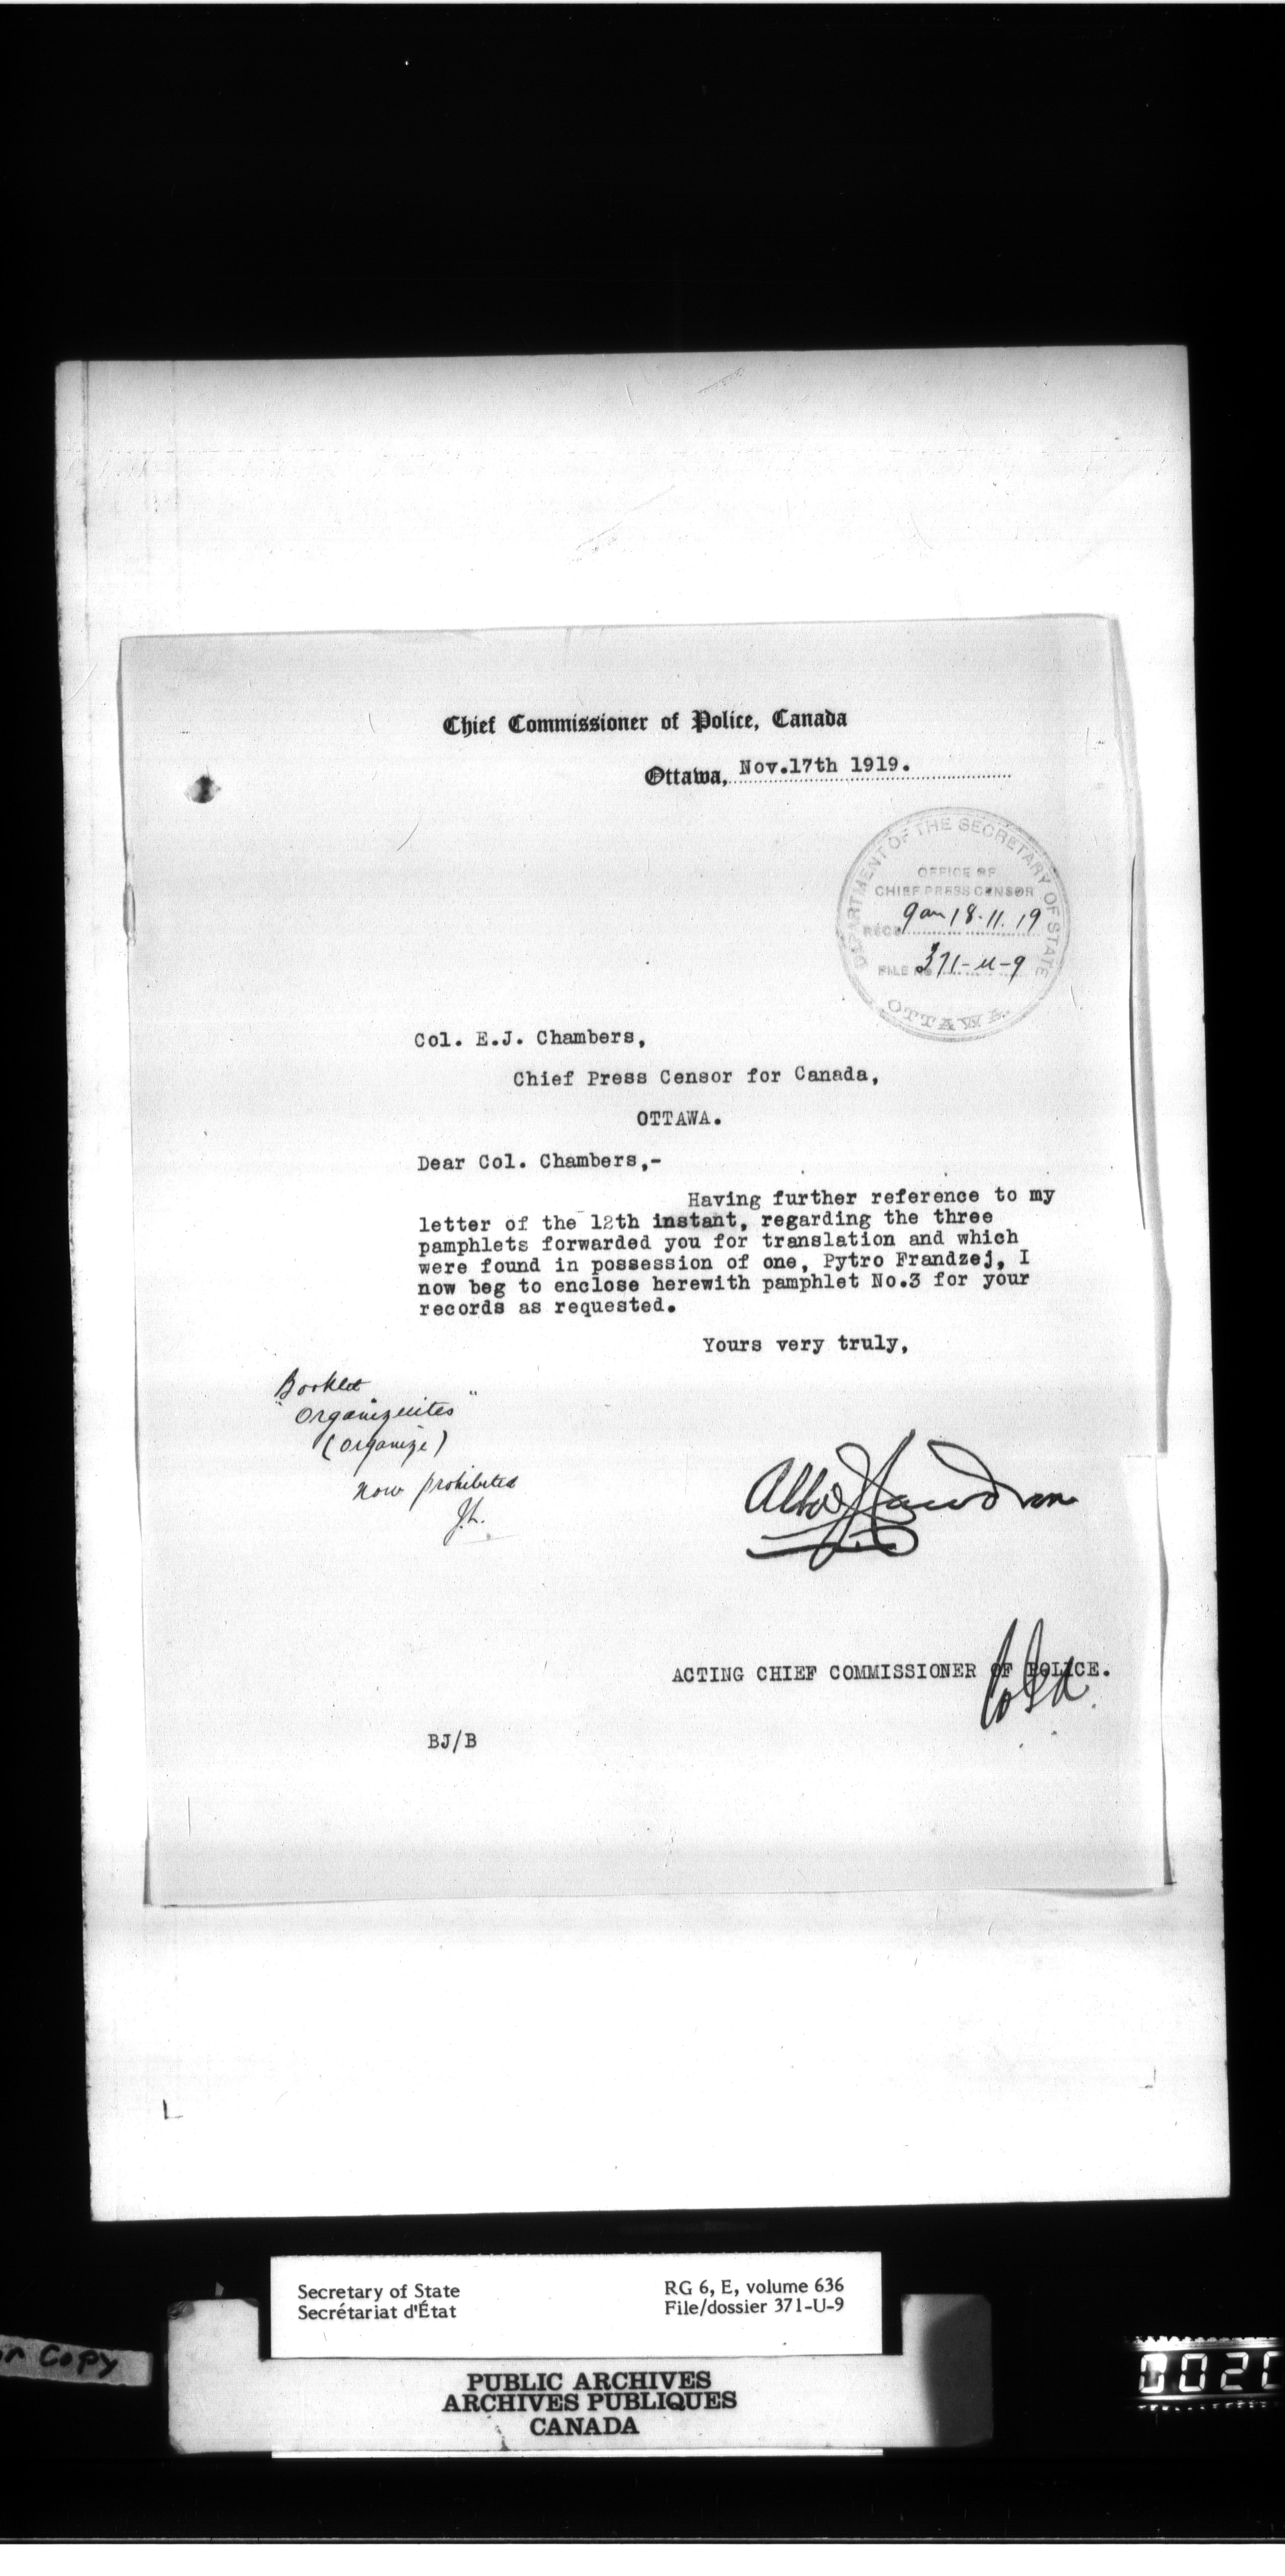 Chief Commissioner of Police, Canada
Ottawa, Nov.17th 1919.
DEPARTMENT OF THE SECRETARY OF STATE
OFFICE OF
CHIEF PRESS CENSOR
RECD 9am 18.11.19
FILE No 371-U-9
OTTAWA.
Col. E.J. Chambers,
Chief Press Censor for Canada,
OTTAWA.
Dear Col. Chambers,-
Having further reference to my
letter of the 12th instant, regarding the three
pamphlets forwarded you for translation and which
were found in possession of one, Pytro Frandzej, I
now beg to enclose herewith pamphlet No.3 for your
records as requested.
Yours very truly,
Booklet
"Organizuites"
(Organize)
now prohibited
J.L.
ACTING CHIEF COMMISSIONER OF POLICE.
BJ/B
Secretary of State
Secrétariat d'État
RG 6, E, volume 636
File/dossier 371-U-9
Copy
PUBLIC ARCHIVES
ARCHIVES PUBLIQUES
CANADA